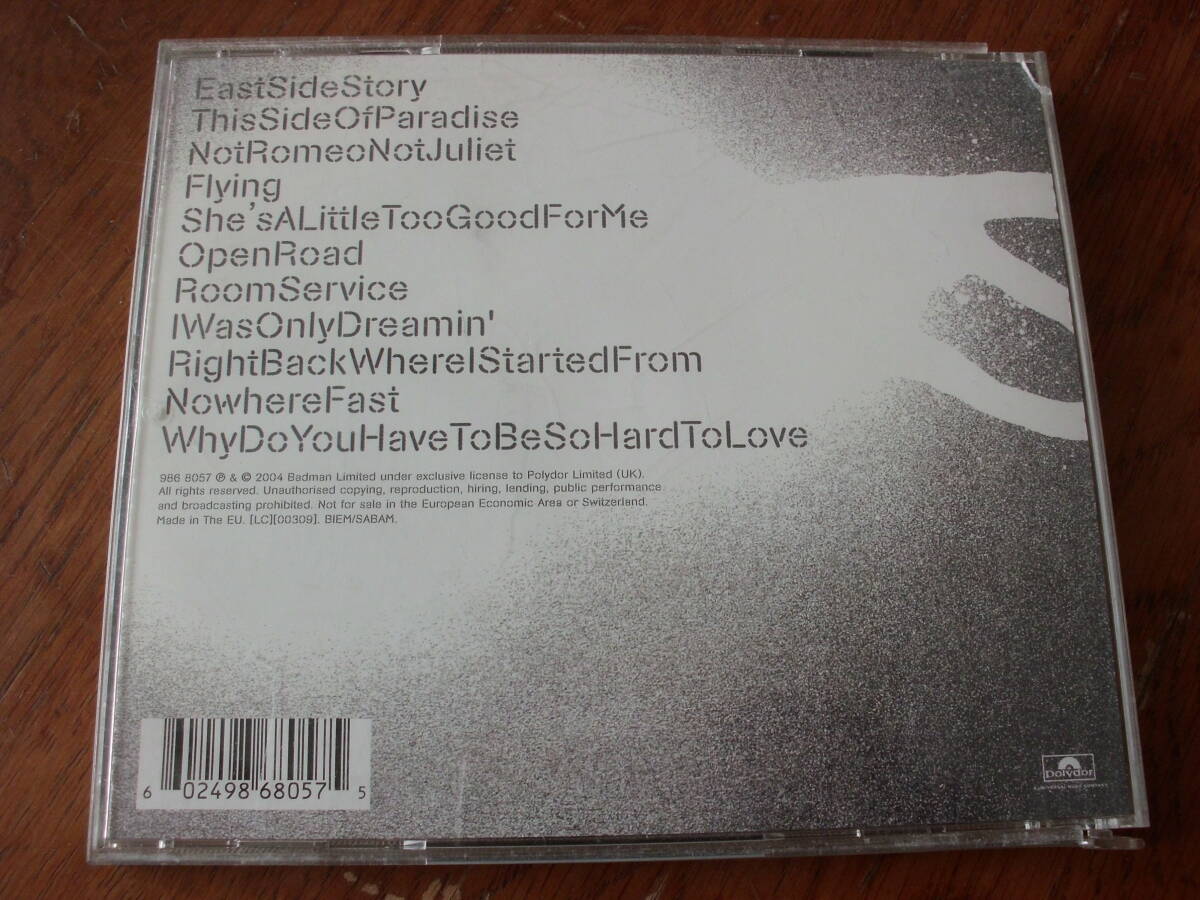 EastSideStory
ThisSideOfParadise
NotRomeoNotJuliet
Flying
She'sALittleTooGoodForMe
OpenRoad
RoomService
IWasOnlyDreamin'
RightBackWhereIStartedFrom
NowhereFast
WhyDoYouHaveToBeSoHardToLove
986 8057 ℗ & © 2004 Badman Limited under exclusive license to Polydor Limited (UK).
All rights reserved. Unauthorised copying, reproduction, hiring, lending, public performance
and broadcasting prohibited. Not for sale in the European Economic Area or Switzerland.
Made in The EU. [LC][00309]. BIEM/SABAM.
6 02498 68057 5
Polydor